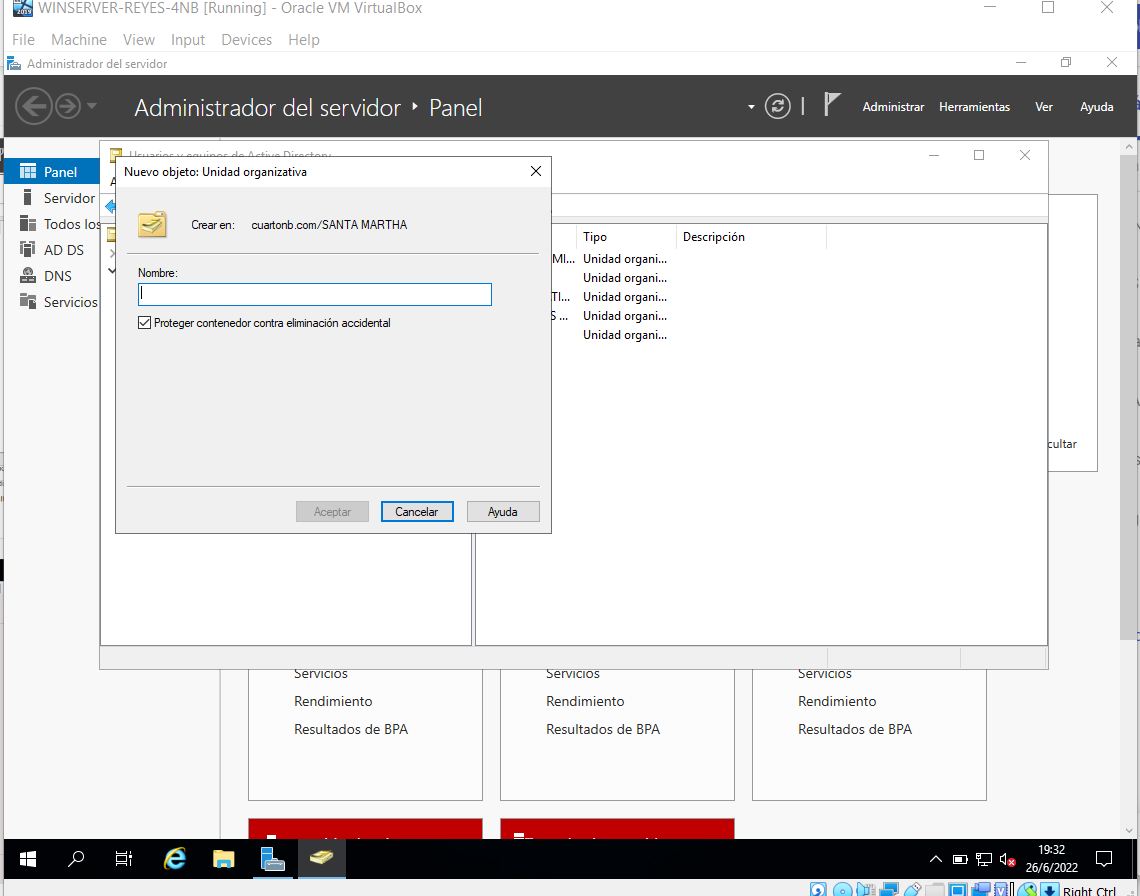 WINSERVER-REYES-4NB [Running] - Oracle VM VirtualBox
File Machine View Input Devices Help
Administrador del servidor
Administrador del servidor Panel
Administrar Herramientas Ver Ayuda
Usuarios y equipos de Active Directory
Nuevo objeto: Unidad organizativa
Panel
Servidor
Todos los
AD DS
DNS
Servicios
Crear en: cuartonb.com/SANTA MARTHA
Nombre:
Proteger contenedor contra eliminación accidental
Aceptar Cancelar Ayuda
Tipo Descripción
MI... Unidad organi...
Unidad organi...
TI... Unidad organi...
S ... Unidad organi...
Unidad organi...
cultar
Servicios Servicios Servicios
Rendimiento Rendimiento Rendimiento
Resultados de BPA Resultados de BPA Resultados de BPA
19:32
26/6/2022
Right Ctrl